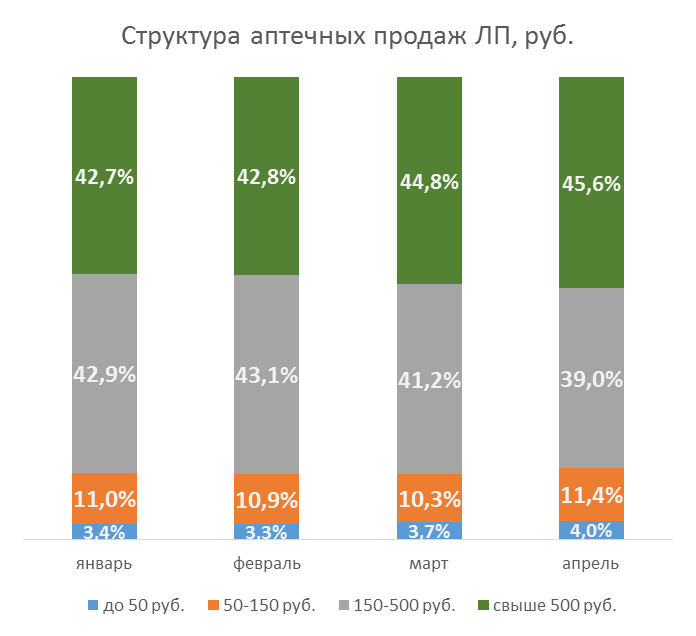 Структура аптечных продаж ЛП, руб.
42,7% 42,8% 44,8% 45,6%
42,9% 43,1% 41,2% 39,0%
11,0% 10,9% 10,3% 11,4%
3,4% 3,3% 3,7% 4,0%
январь февраль март апрель
до 50 руб. 50-150 руб. 150-500 руб. свыше 500 руб.